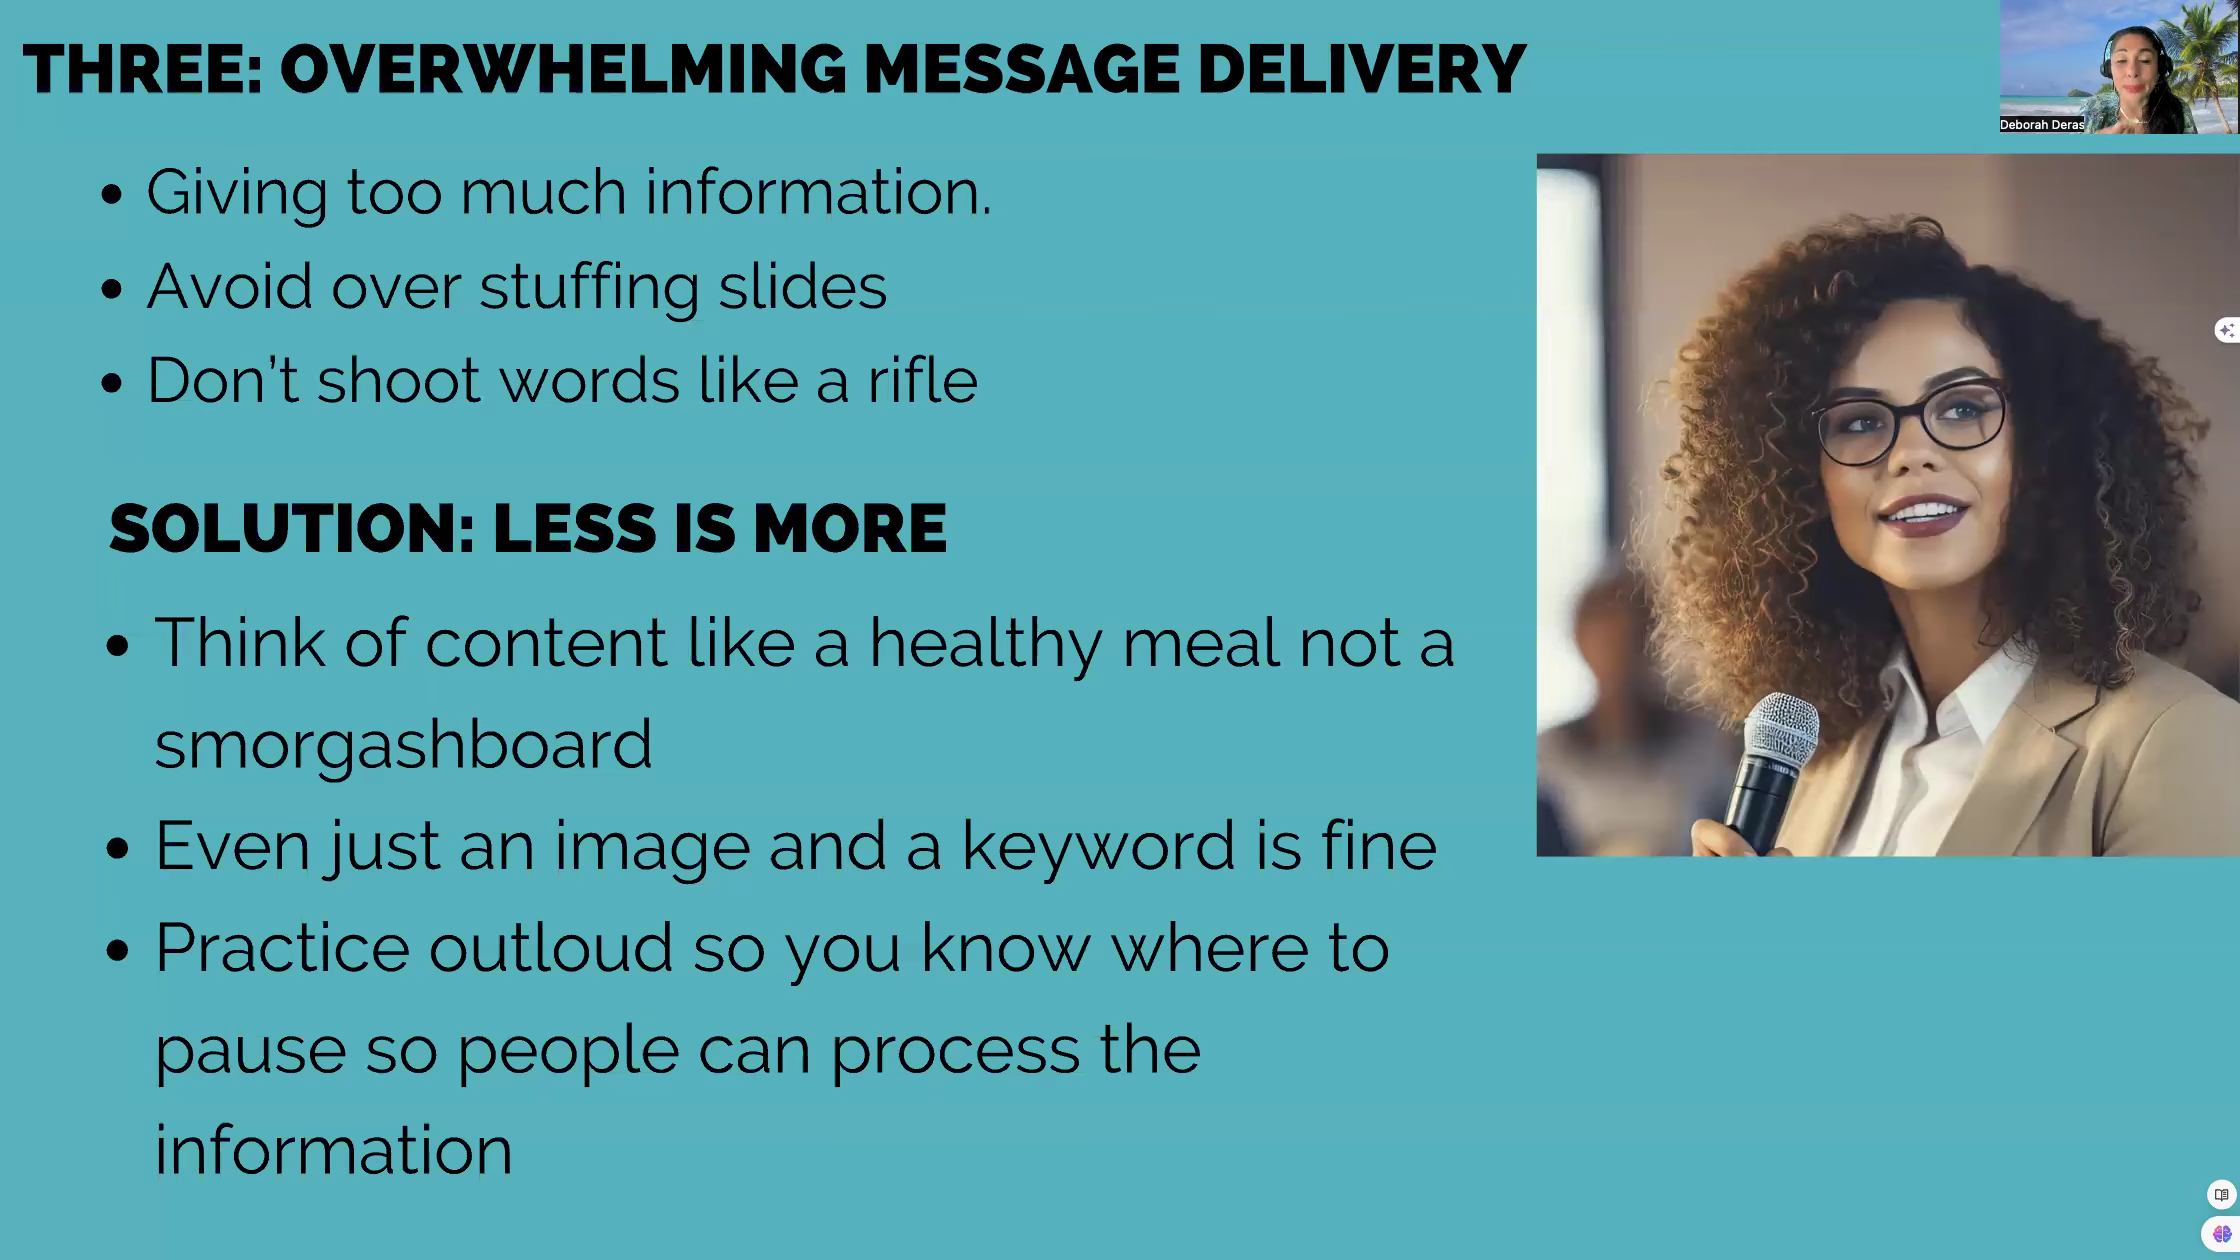 THREE: OVERWHELMING MESSAGE DELIVERY
Deborah Deras
• Giving too much information.
• Avoid over stuffing slides
• Don't shoot words like a rifle
SOLUTION: LESS IS MORE
• Think of content like a healthy meal not a
smorgashboard
• Even just an image and a keyword is fine
• Practice outloud so you know where to
pause so people can process the
information